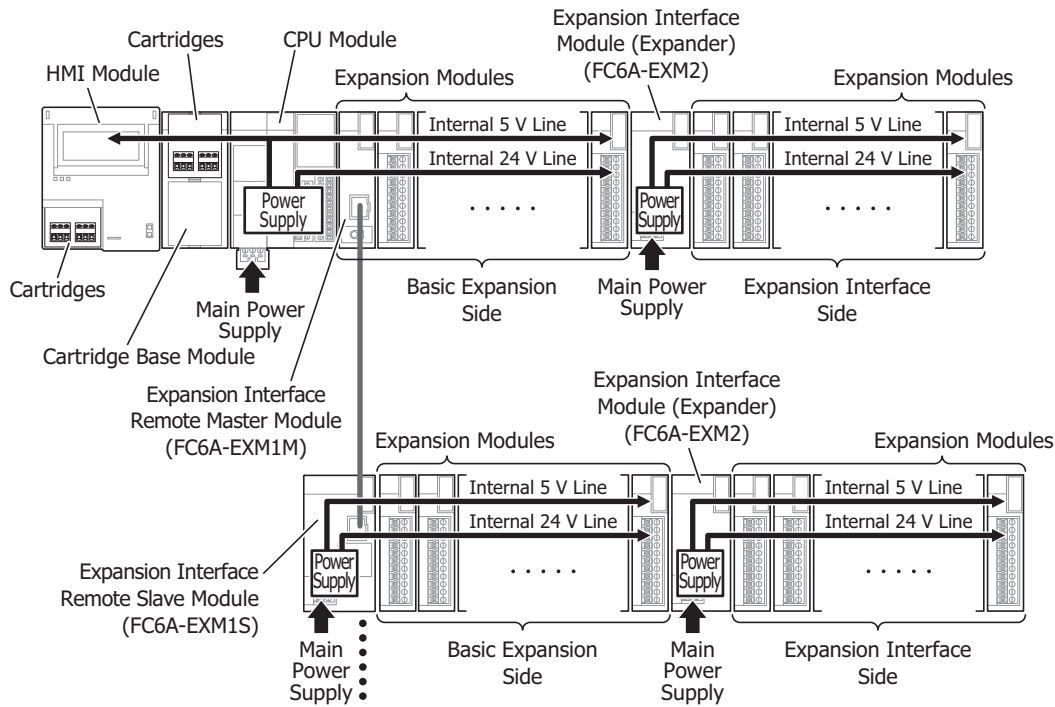 Expansion Interface
Module (Expander)
(FC6A-EXM2)
Cartridges
CPU Module
HMI Module
Expansion Modules
Expansion Modules
Internal 5 V Line
Internal 24 V Line
Internal 5 V Line
Internal 24 V Line
Power
Supply
Power
Supply
Cartridges
Main Power
Supply
Basic Expansion
Side
Main Power
Supply
Expansion Interface
Side
Cartridge Base Module
Expansion Interface
Remote Master Module
(FC6A-EXM1M)
Expansion Interface
Module (Expander)
(FC6A-EXM2)
Expansion Modules
Expansion Modules
Internal 5 V Line
Internal 24 V Line
Internal 5 V Line
Internal 24 V Line
Power
Supply
Power
Supply
Expansion Interface
Remote Slave Module
(FC6A-EXM1S)
Main
Power
Supply
Basic Expansion
Side
Main
Power
Supply
Expansion Interface
Side